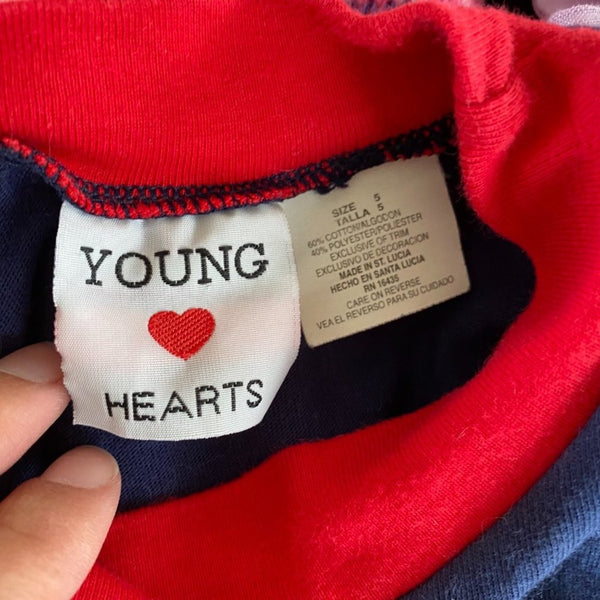 YOUNG
HEARTS
SIZE 5
TALLA 5
60% COTTON/ALGODON
40% POLYESTER/POLIESTER
EXCLUSIVE OF TRIM
EXCLUSIVO DE DECORACION
MADE IN ST. LUCIA
HECHO EN SANTA LUCIA
RN 16435
CARE ON REVERSE
VEA EL REVERSO PARA SU CUIDADO